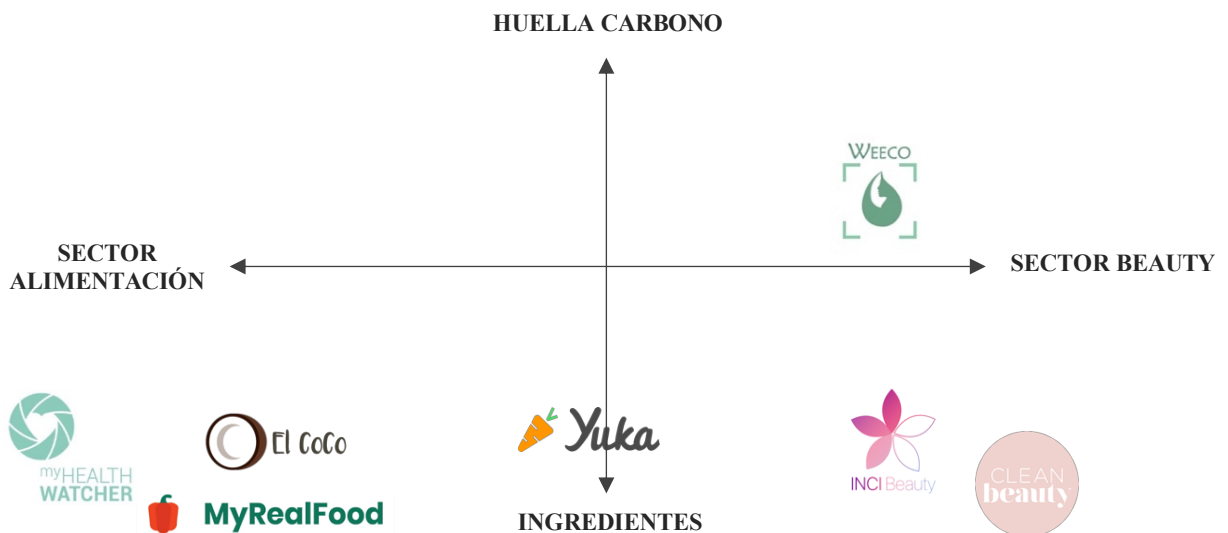 HUELLA CARBONO
WEECO
SECTOR
ALIMENTACIÓN
SECTOR BEAUTY
myHEALTH
WATCHER
El CoCo
MyRealFood
Yuka
INGREDIENTES
INCI Beauty
CLEAN
beauty